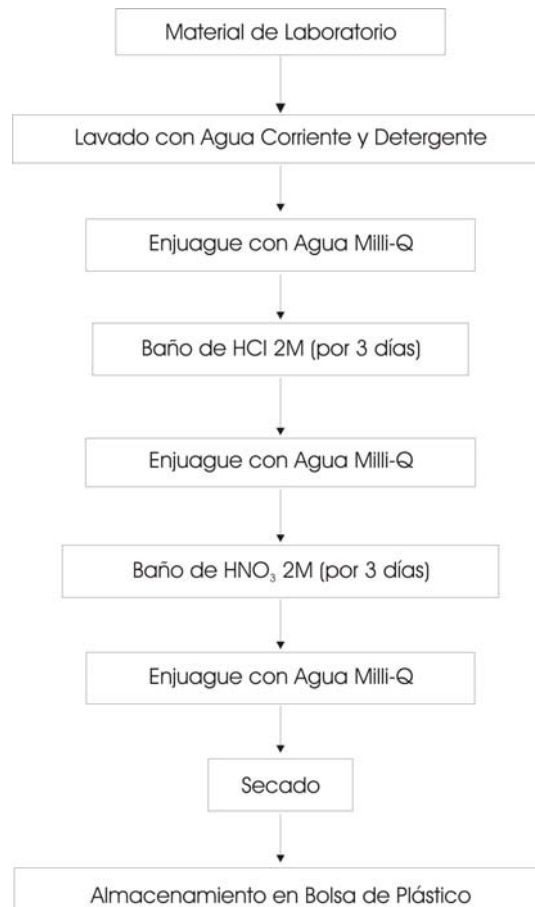 Material de Laboratorio
Lavado con Agua Corriente y Detergente
Enjuague con Agua Milli-Q
Baño de HCl 2M (por 3 días)
Enjuague con Agua Milli-Q
Baño de HNO₃ 2M (por 3 días)
Enjuague con Agua Milli-Q
Secado
Almacenamiento en Bolsa de Plástico